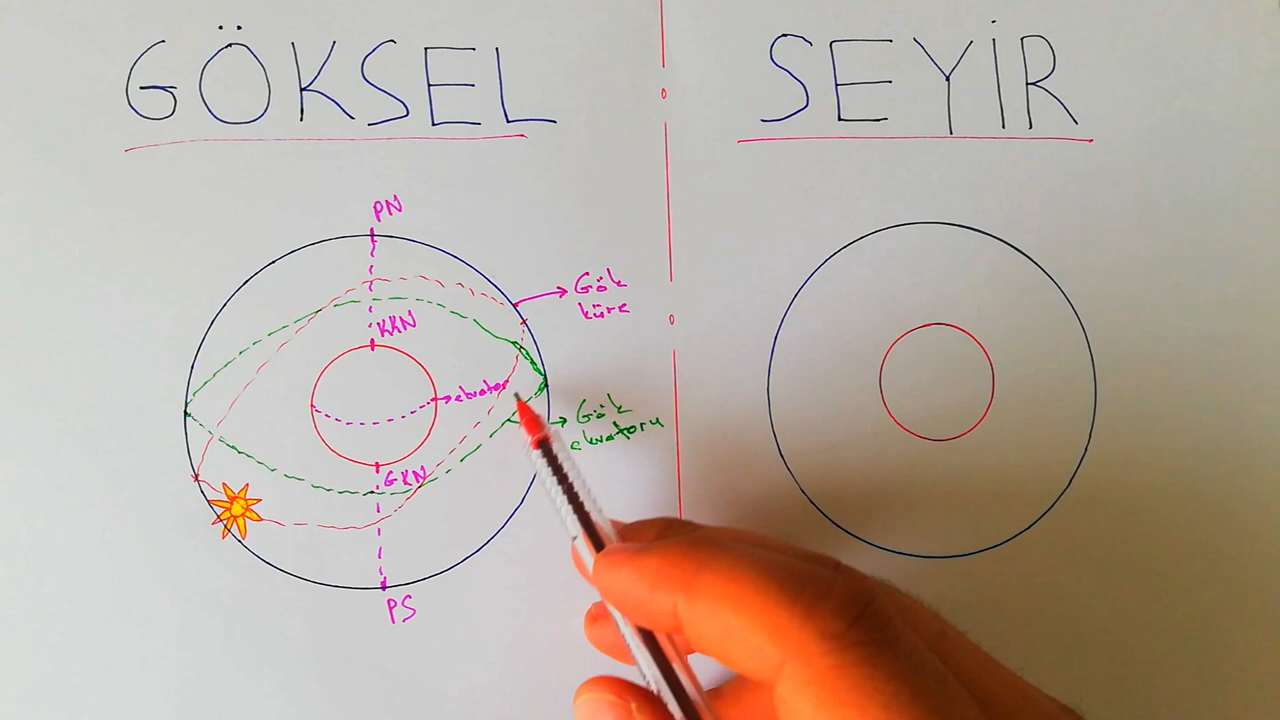 GÖKSEL SEYİR
PN
Gök
küre
KKN
ekvator
Gök
ekvatoru
GKN
PS